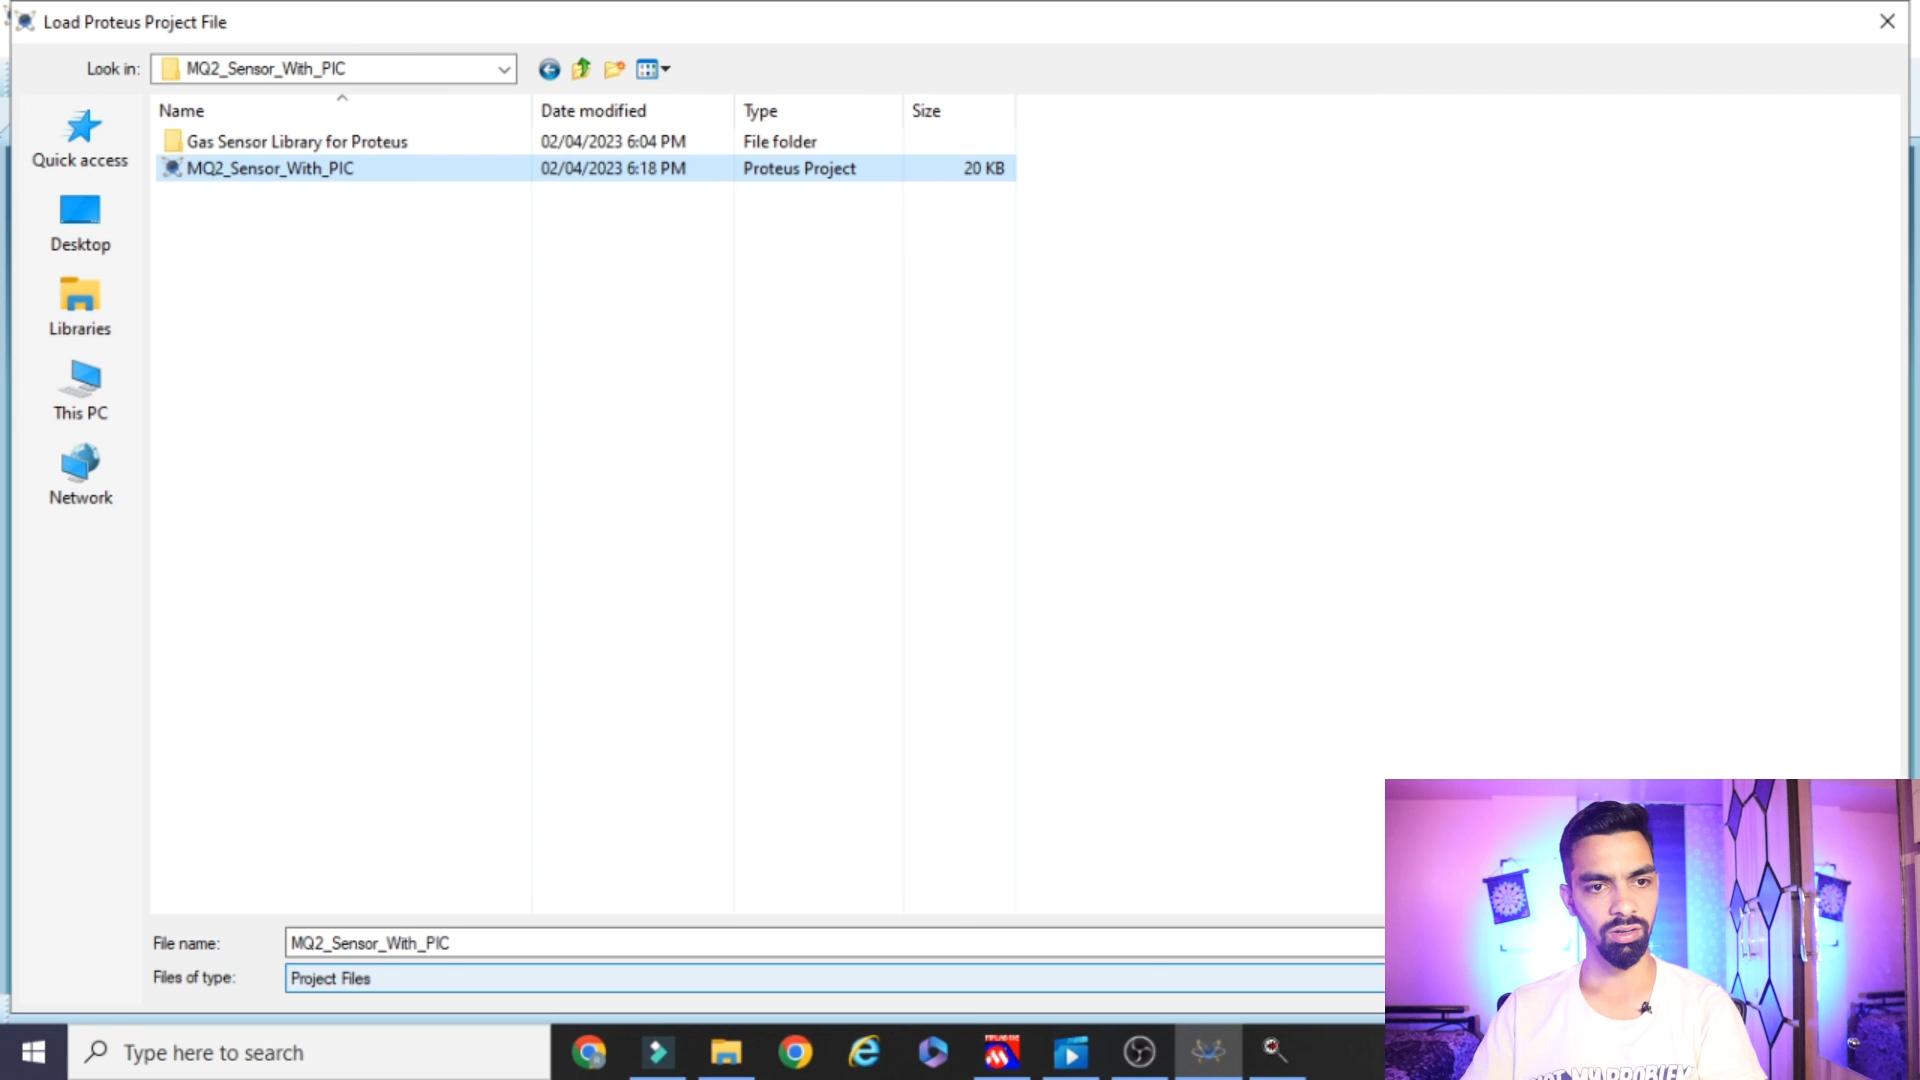 Load Proteus Project File
Look in: MQ2_Sensor_With_PIC
Name Date modified Type Size
Gas Sensor Library for Proteus 02/04/2023 6:04 PM File folder
MQ2_Sensor_With_PIC 02/04/2023 6:18 PM Proteus Project 20 KB
Quick access
Desktop
Libraries
This PC
Network
File name: MQ2_Sensor_With_PIC
Files of type: Project Files
Type here to search
MY PROBLEM